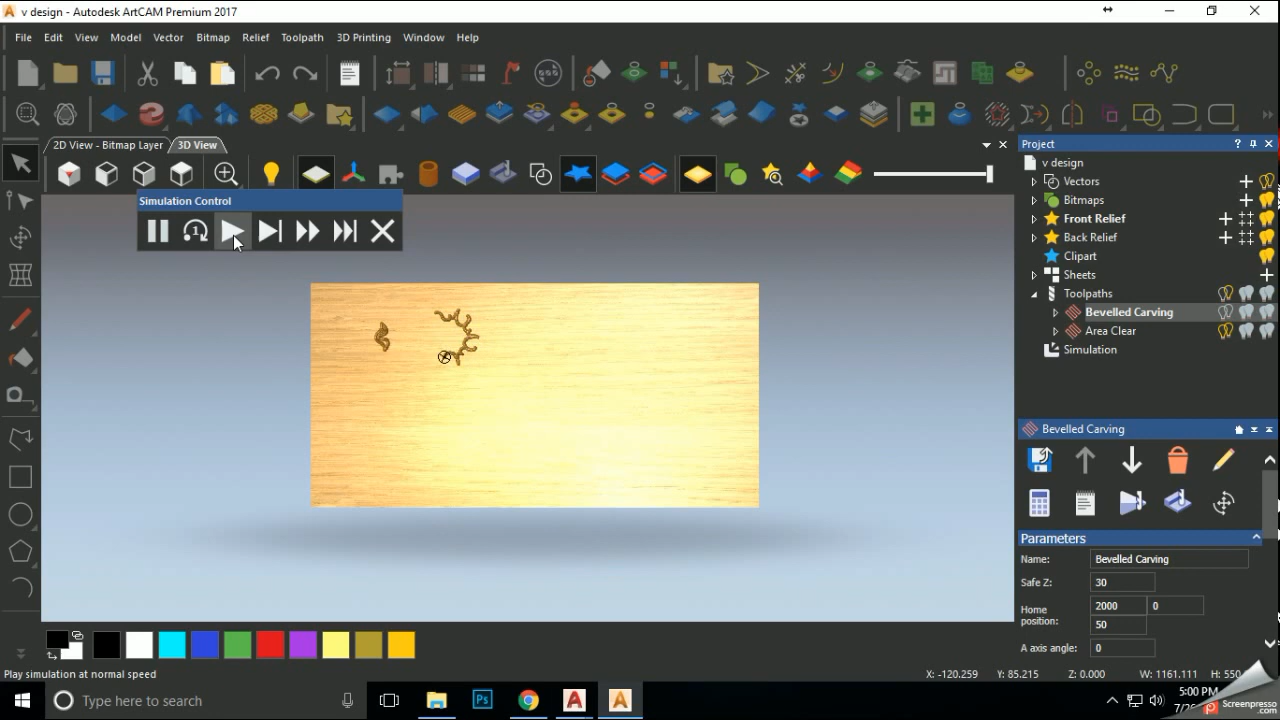 v design - Autodesk ArtCAM Premium 2017
File Edit View Model Vector Bitmap Relief Toolpath 3D Printing Window Help
2D View - Bitmap Layer 3D View
Simulation Control
1
Project
v design
Vectors
Bitmaps
Front Relief
Back Relief
Clipart
Sheets
Toolpaths
Bevelled Carving
Area Clear
Simulation
Bevelled Carving
Parameters
Name: Bevelled Carving
Safe Z: 30
Home position: 2000 0
50
A axis angle: 0
Play simulation at normal speed
X: -120.259 Y: 85.215 Z: 0.000 W: 1161.111 H: 550
Type here to search
Ps
5:00 PM
Screenpresso
.com